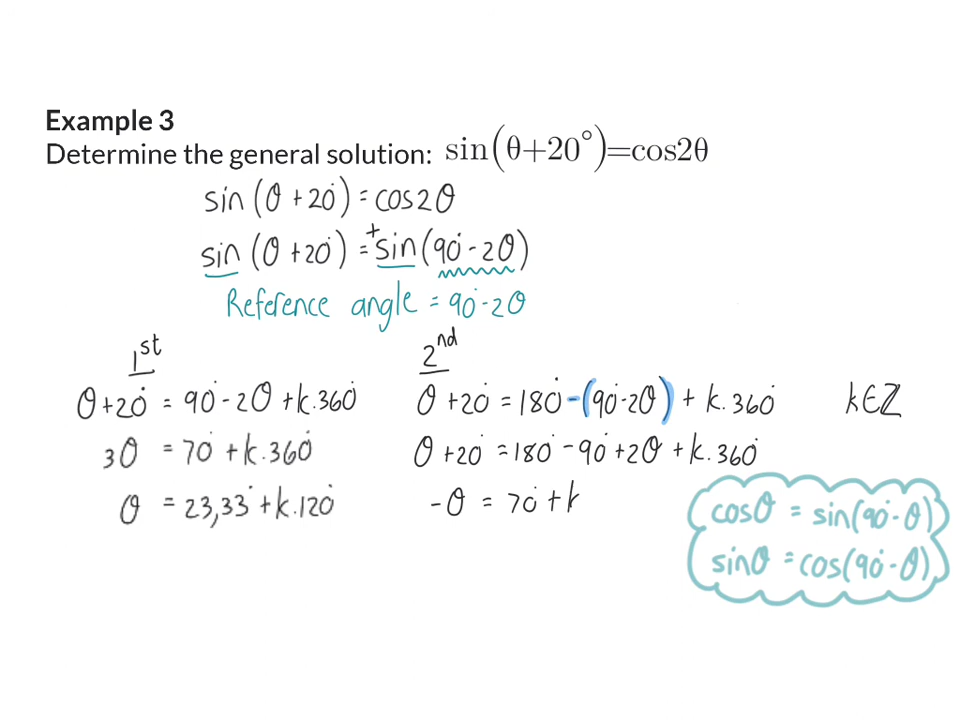 Example 3
Determine the general solution: sin(θ+20°)=cos2θ
sin(θ+20°)=cos2θ
sin(θ+20°)=+sin(90°-2θ)
Reference angle = 90°-2θ
1st 2nd
θ+20° = 90°-2θ+k.360° θ+20° = 180°-(90°-2θ)+k.360° k∈Z
3θ = 70°+k.360° θ+20° = 180°-90°+2θ+k.360°
θ = 23,33°+k.120° -θ = 70°+k
cosθ = sin(90°-θ)
sinθ = cos(90°-θ)